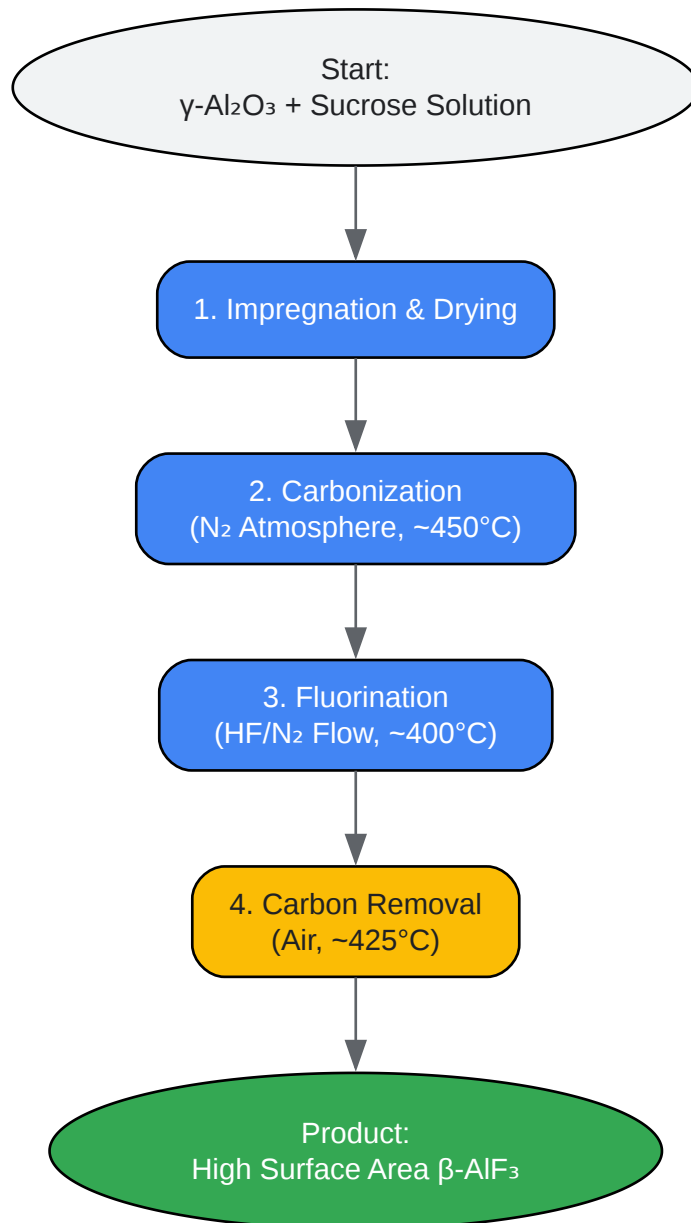 Start:
γ-Al₂O₃ + Sucrose Solution
1. Impregnation & Drying
2. Carbonization
(N₂ Atmosphere, ~450°C)
3. Fluorination
(HF/N₂ Flow, ~400°C)
4. Carbon Removal
(Air, ~425°C)
Product:
High Surface Area β-AlF₃